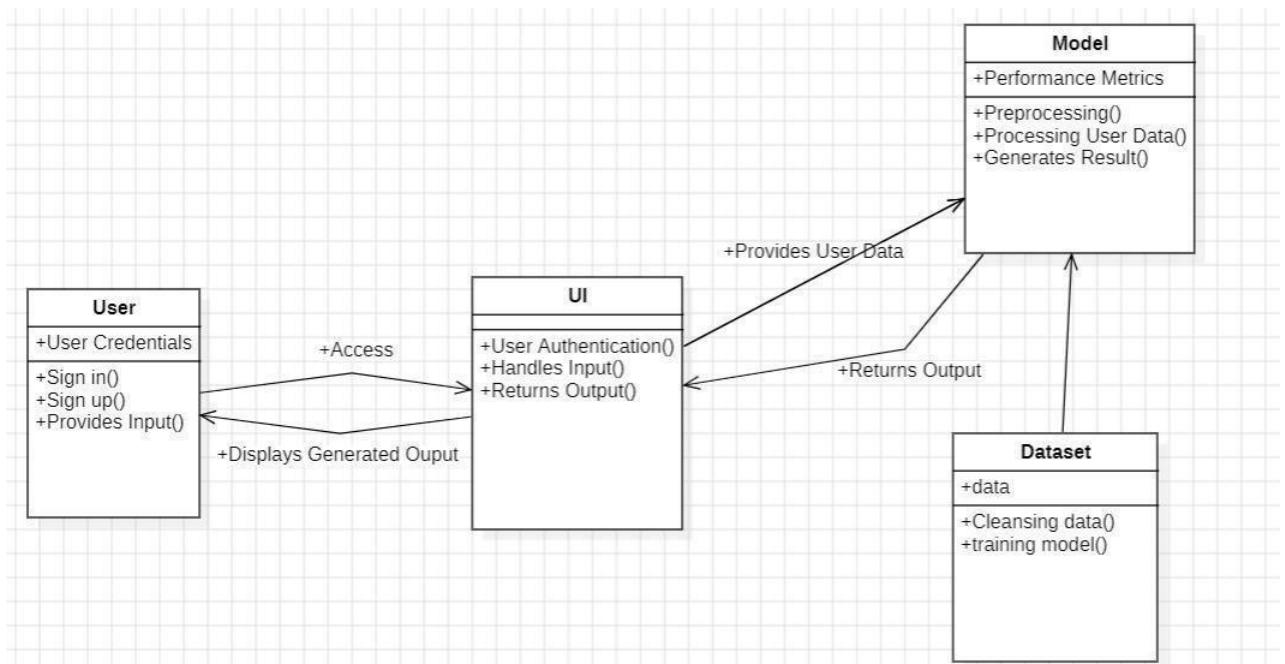 Model
+Performance Metrics
+Preprocessing()
+Processing User Data()
+Generates Result()
+Provides User Data
UI
+User Authentication()
+Handles Input()
+Returns Output()
User
+User Credentials
+Sign in()
+Sign up()
+Provides Input()
+Access
+Displays Generated Ouput
+Returns Output
Dataset
+data
+Cleansing data()
+training model()